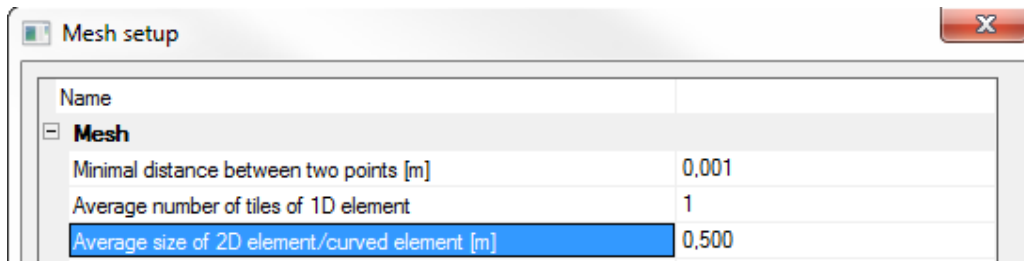 Mesh setup
Name
Mesh
Minimal distance between two points [m] 0,001
Average number of tiles of 1D element 1
Average size of 2D element/curved element [m] 0,500